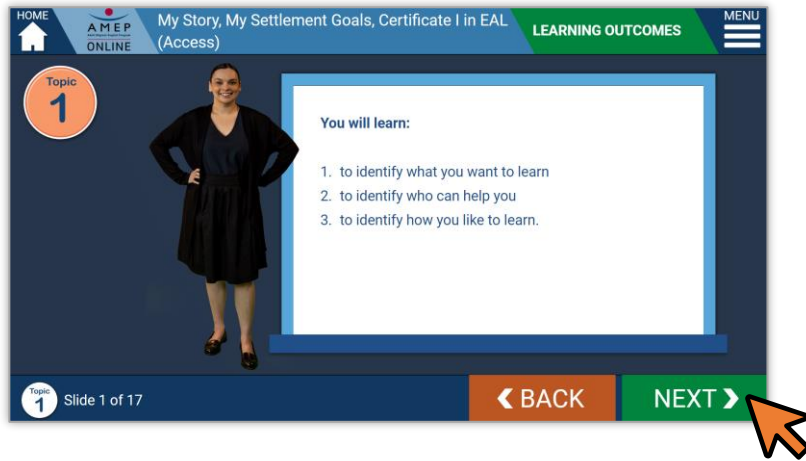 HOME
AMEP
ONLINE
My Story, My Settlement Goals, Certificate I in EAL
(Access)
LEARNING OUTCOMES
MENU
Topic
1
You will learn:
1. to identify what you want to learn
2. to identify who can help you
3. to identify how you like to learn.
Topic
1
Slide 1 of 17
BACK
NEXT